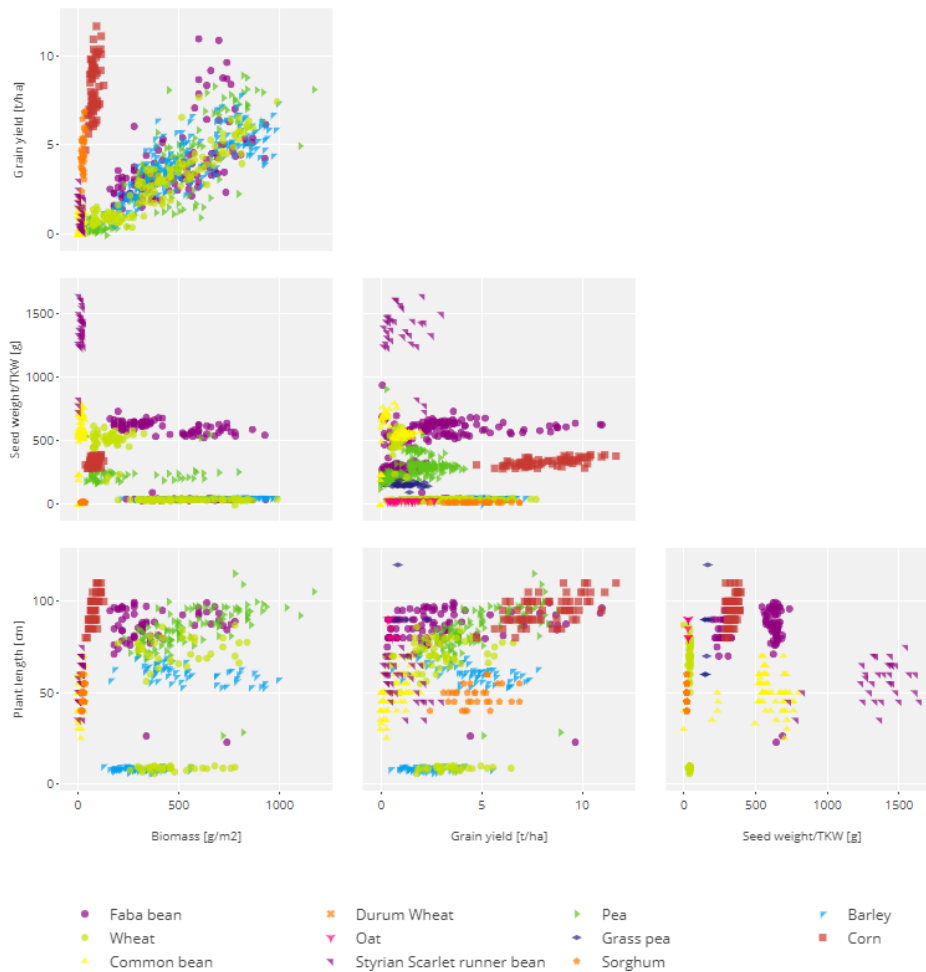 10
5
0
Grain yield [t/ha]
1500
1000
500
0
Seed weight/TKW [g]
100
50
0
Plant length [cm]
0 500 1000 0 5 10 0 500 1000 1500
Biomass [g/m2] Grain yield [t/ha] Seed weight/TKW [g]
Faba bean Durum Wheat Pea Barley
Wheat Oat Grass pea Corn
Common bean Styrian Scarlet runner bean Sorghum